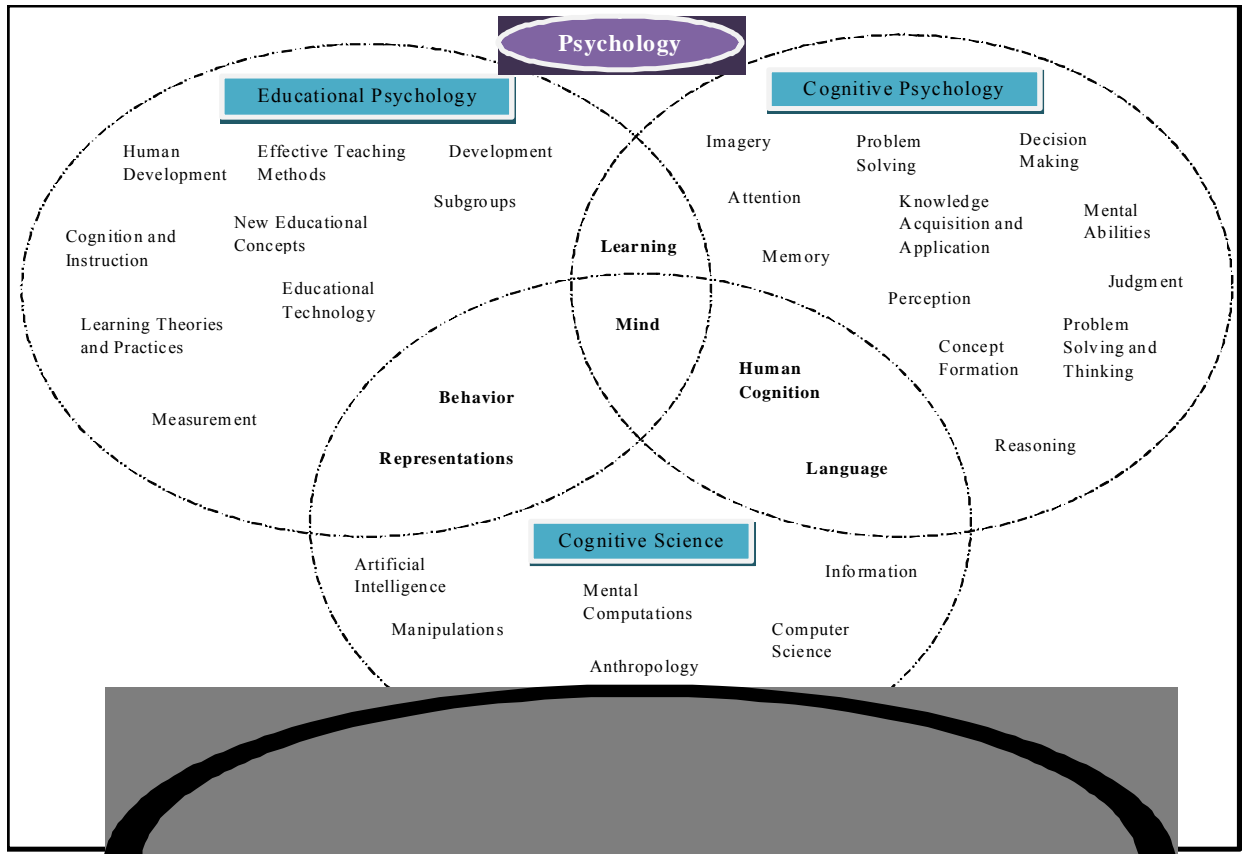 Psychology
Educational Psychology
Human
Development
Effective Teaching
Methods
Development
Subgroups
Cognition and
Instruction
New Educational
Concepts
Educational
Technology
Learning Theories
and Practices
Measurement
Cognitive Psychology
Imagery
Problem
Solving
Decision
Making
Attention
Knowledge
Acquisition and
Application
Mental
Abilities
Memory
Judgment
Perception
Concept
Formation
Problem
Solving and
Thinking
Reasoning
Learning
Mind
Behavior
Representations
Human
Cognition
Language
Cognitive Science
Artificial
Intelligence
Mental
Computations
Information
Manipulations
Computer
Science
Anthropology